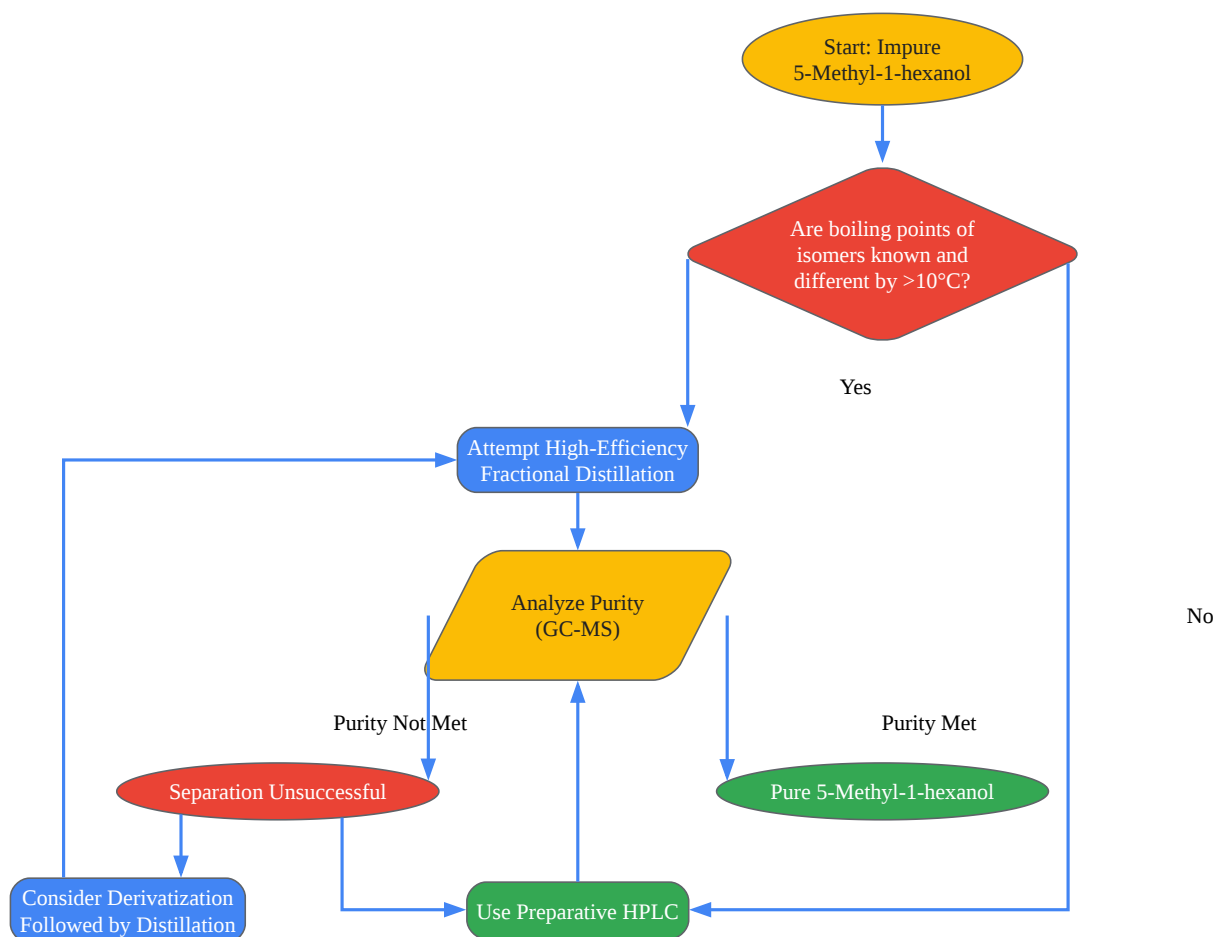 Start: Impure
5-Methyl-1-hexanol
Are boiling points of
isomers known and
different by >10°C?
Yes
Attempt High-Efficiency
Fractional Distillation
Analyze Purity
(GC-MS)
No
Purity Not Met
Purity Met
Separation Unsuccessful
Pure 5-Methyl-1-hexanol
Consider Derivatization
Followed by Distillation
Use Preparative HPLC